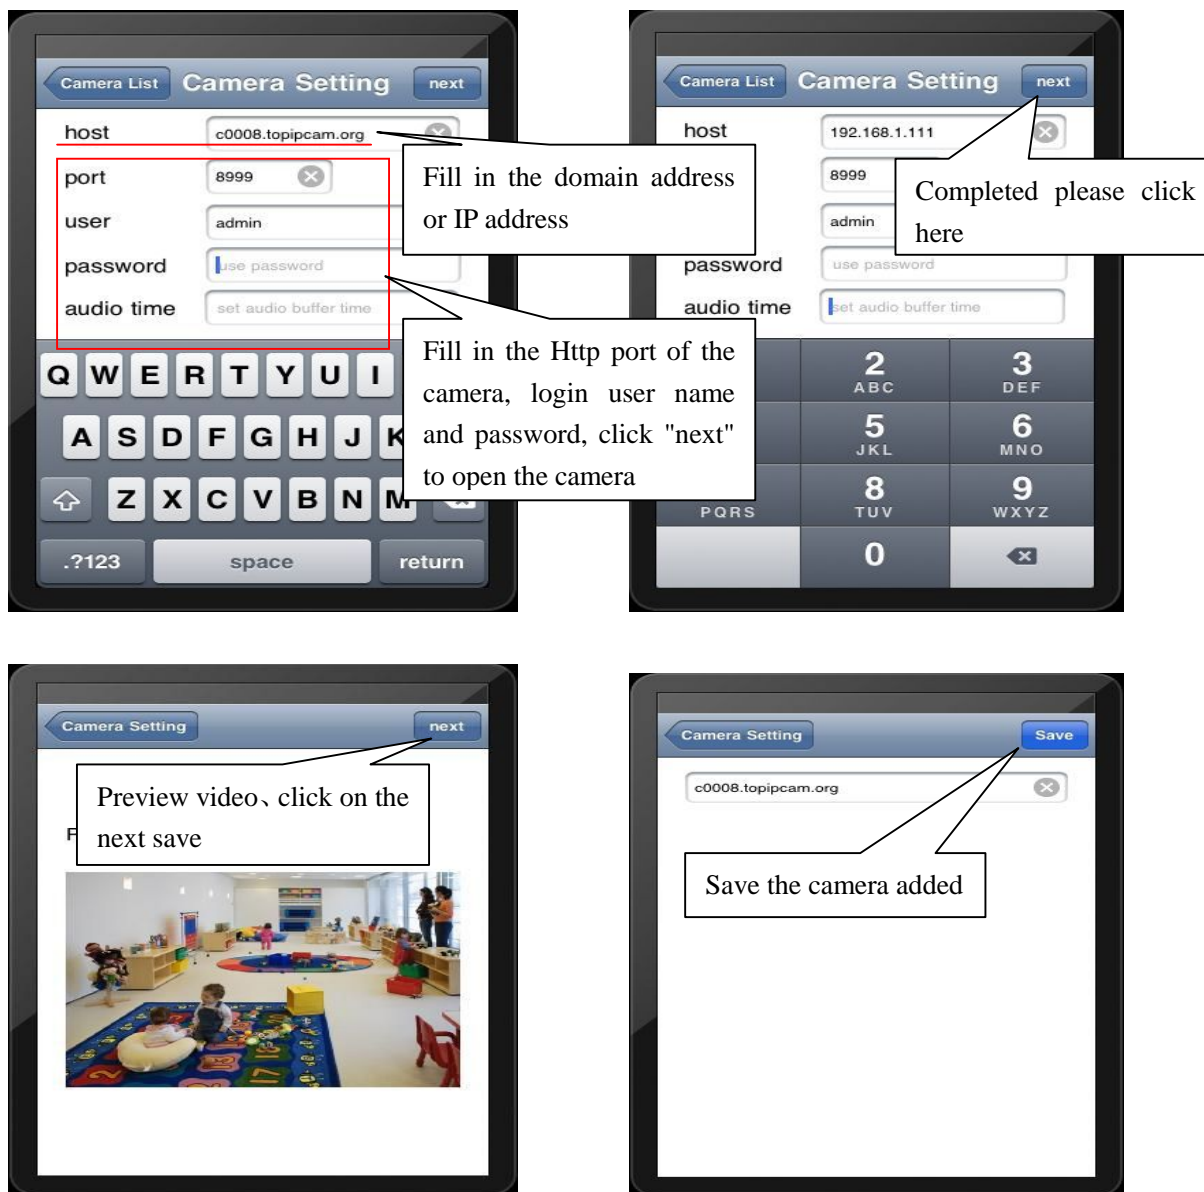 Camera List Camera Setting next
host c0008.topipcam.org
port 8999
user admin
password use password
audio time set audio buffer time
Fill in the domain address
or IP address
Fill in the Http port of the
camera, login user name
and password, click "next"
to open the camera
Q W E R T Y U I
A S D F G H J K
Z X C V B N M
.?123 space return
Camera List Camera Setting next
host 192.168.1.111
8999
admin
password use password
audio time set audio buffer time
Completed please click
here
2 3
ABC DEF
5 6
JKL MNO
8 9
PQRS TUV WXYZ
0
Camera Setting next
Preview video、click on the
next save
F
Camera Setting Save
c0008.topipcam.org
Save the camera added